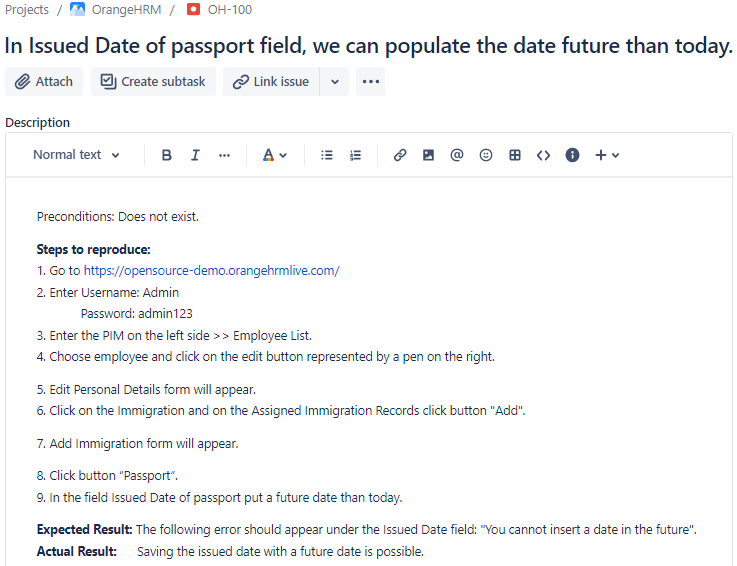 Projects / OrangeHRM / OH-100
In Issued Date of passport field, we can populate the date future than today.
Attach Create subtask Link issue
Description
Normal text B I ... A @ <> +
Preconditions: Does not exist.
Steps to reproduce:
1. Go to https://opensource-demo.orangehrmlive.com/
2. Enter Username: Admin
Password: admin123
3. Enter the PIM on the left side >> Employee List.
4. Choose employee and click on the edit button represented by a pen on the right.
5. Edit Personal Details form will appear.
6. Click on the Immigration and on the Assigned Immigration Records click button "Add".
7. Add Immigration form will appear.
8. Click button “Passport”.
9. In the field Issued Date of passport put a future date than today.
Expected Result: The following error should appear under the Issued Date field: "You cannot insert a date in the future".
Actual Result: Saving the issued date with a future date is possible.